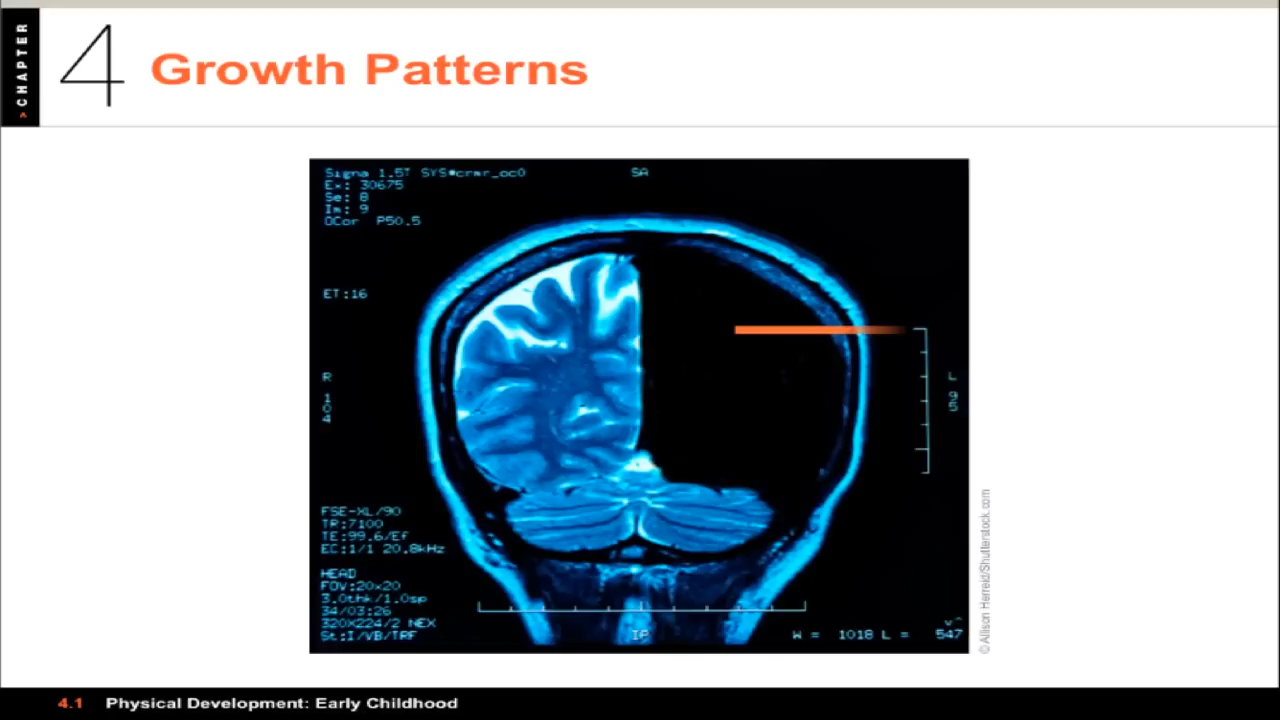 CHAPTER
4
Growth Patterns
Signa 1.5T SYS#crmr_oc0
SA
Ex: 30675
Se: 8
Im: 9
OCor P50.5
ET:16
R
104
L
95
FSE-XL/90
TR:7100
TE:99.6/Ef
EC:1/1 20.8kHz
HEAD
FOV:20x20
3.0thk/1.0sp
34/03:26
320X224/2 NEX
St:I/VB/TRF
IP
W = 1018 L = 547
© Allison Herreid/Shutterstock.com
4.1 Physical Development: Early Childhood